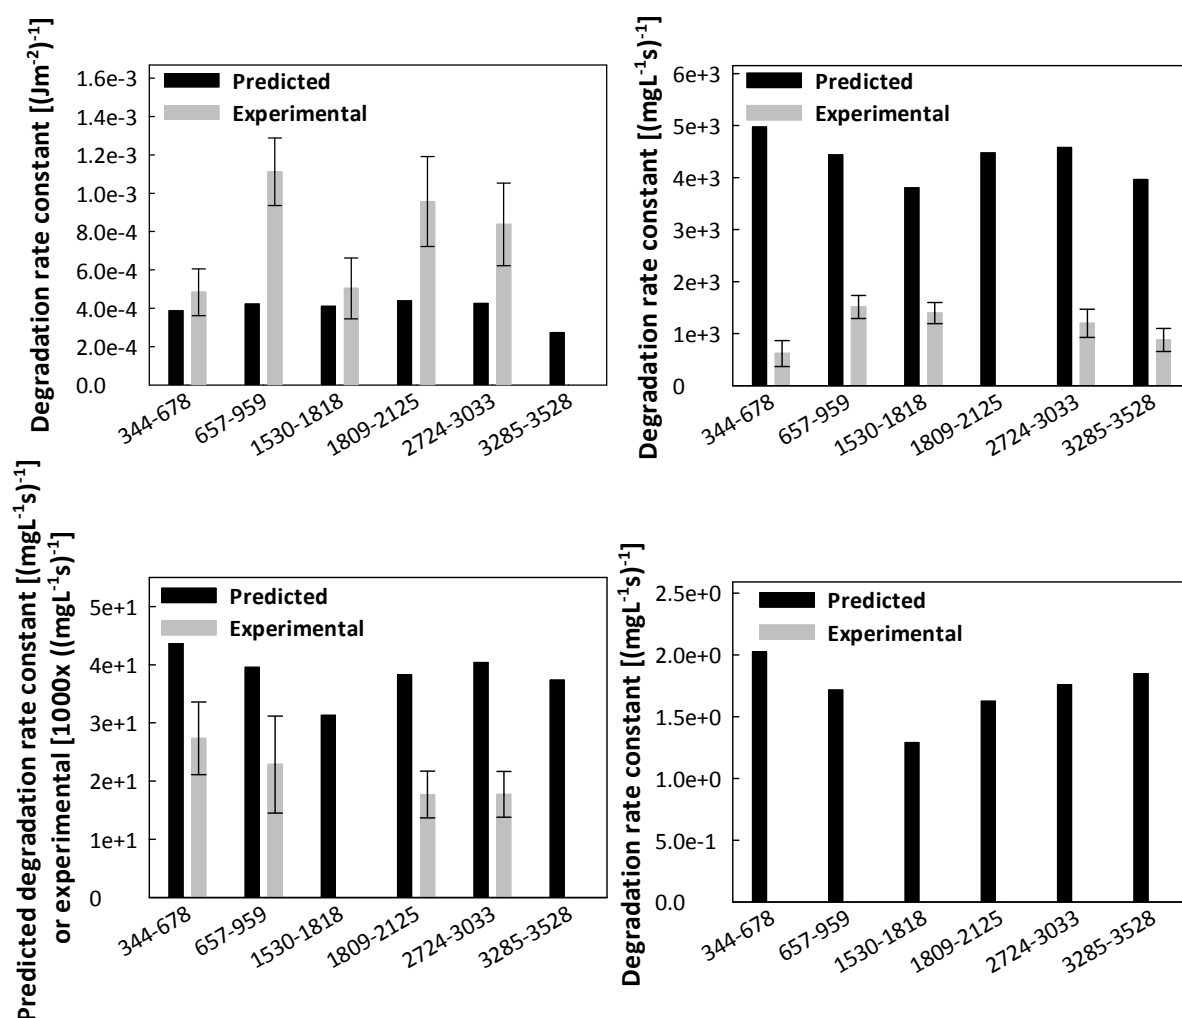 Degradation rate constant [(Jm⁻²)⁻¹]
1.6e-3
1.4e-3
1.2e-3
1.0e-3
8.0e-4
6.0e-4
4.0e-4
2.0e-4
0.0
Predicted
Experimental
344-678
657-959
1530-1818
1809-2125
2724-3033
3285-3528
Degradation rate constant [(mgL⁻¹s)⁻¹]
6e+3
5e+3
4e+3
3e+3
2e+3
1e+3
0
Predicted
Experimental
344-678
657-959
1530-1818
1809-2125
2724-3033
3285-3528
Predicted degradation rate constant [(mgL⁻¹s)⁻¹]
or experimental [1000x ((mgL⁻¹s)⁻¹]
5e+1
4e+1
3e+1
2e+1
1e+1
0
Predicted
Experimental
344-678
657-959
1530-1818
1809-2125
2724-3033
3285-3528
Degradation rate constant [(mgL⁻¹s)⁻¹]
2.5e+0
2.0e+0
1.5e+0
1.0e+0
5.0e-1
0.0
Predicted
Experimental
344-678
657-959
1530-1818
1809-2125
2724-3033
3285-3528